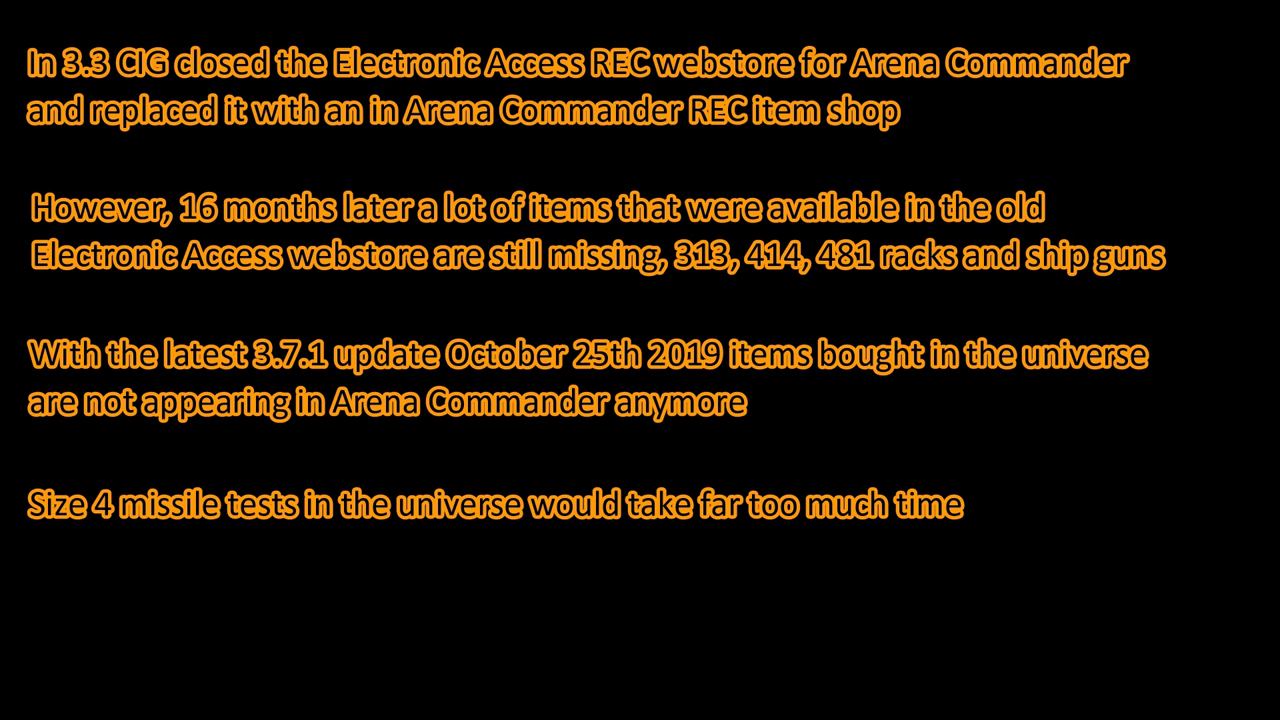 In 3.3 CIG closed the Electronic Access REC webstore for Arena Commander
and replaced it with an in Arena Commander REC item shop
However, 16 months later a lot of items that were available in the old
Electronic Access webstore are still missing, 313, 414, 481 racks and ship guns
With the latest 3.7.1 update October 25th 2019 items bought in the universe
are not appearing in Arena Commander anymore
Size 4 missile tests in the universe would take far too much time